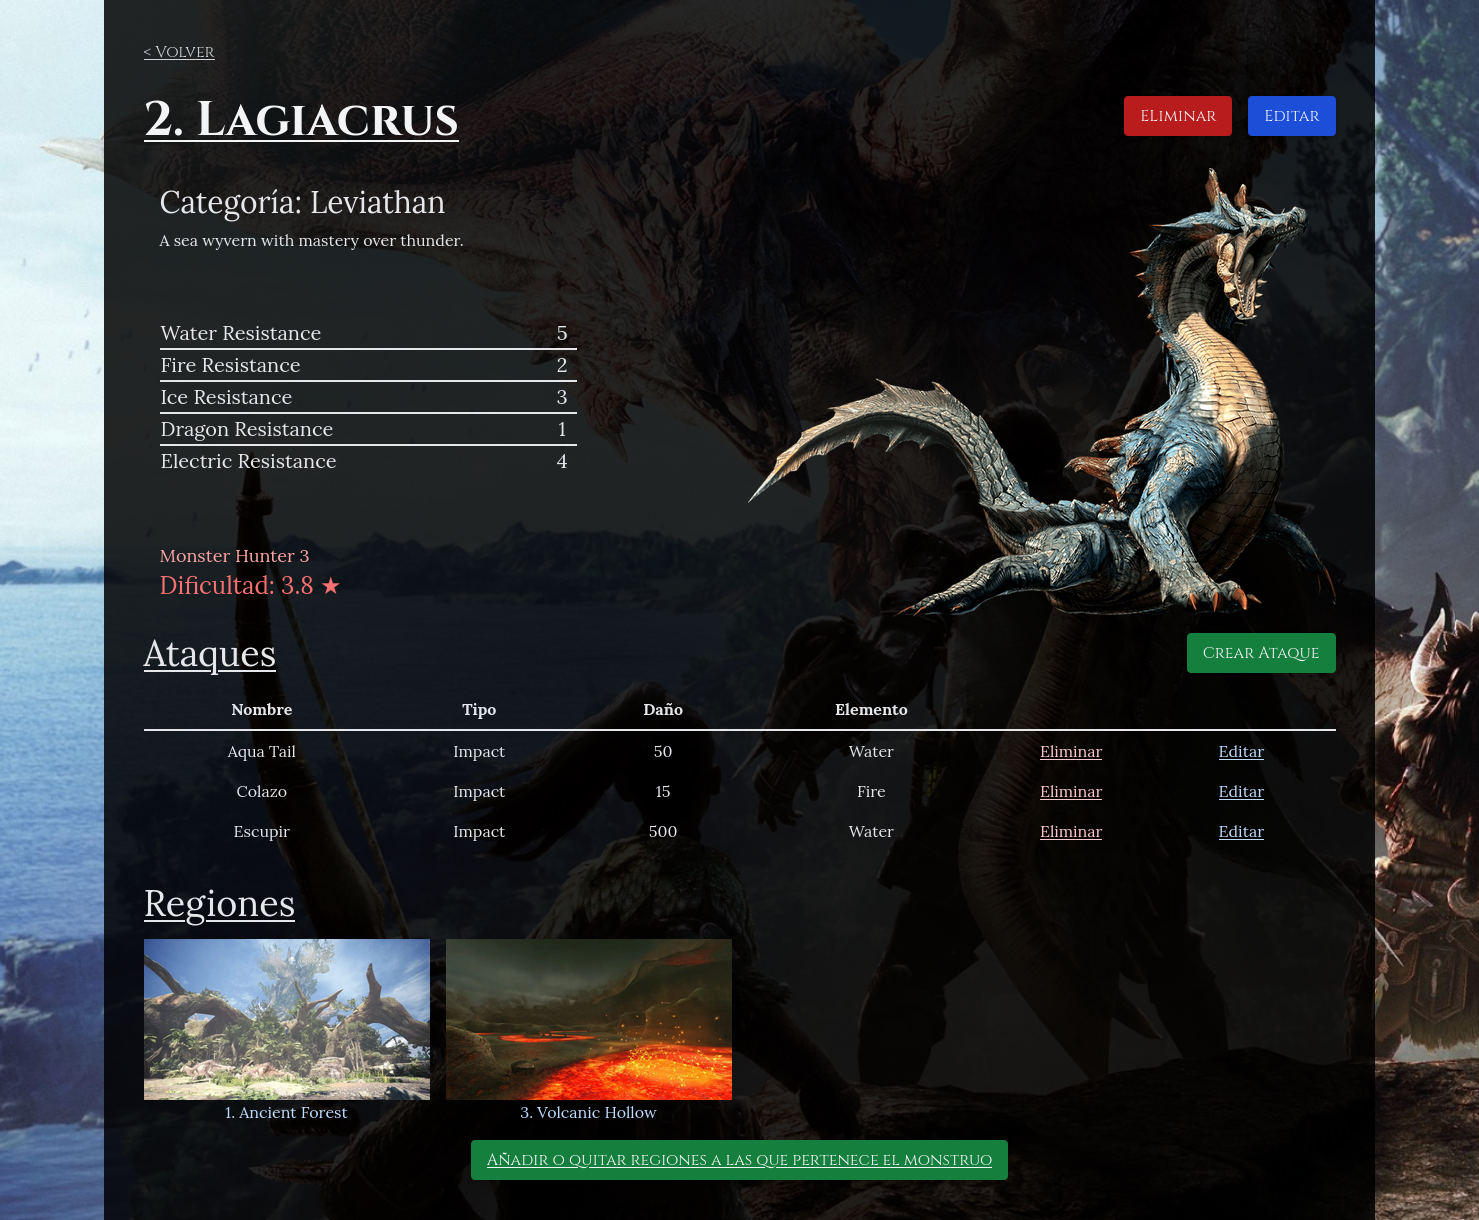 < Volver
2. Lagiacrus
Eliminar
Editar
Categoría: Leviathan
A sea wyvern with mastery over thunder.
Water Resistance 5
Fire Resistance 2
Ice Resistance 3
Dragon Resistance 1
Electric Resistance 4
Monster Hunter 3
Dificultad: 3.8 ★
Ataques
Crear Ataque
Nombre Tipo Daño Elemento
Aqua Tail Impact 50 Water Eliminar Editar
Colazo Impact 15 Fire Eliminar Editar
Escupir Impact 500 Water Eliminar Editar
Regiones
1. Ancient Forest
3. Volcanic Hollow
Añadir o quitar regiones a las que pertenece el monstruo